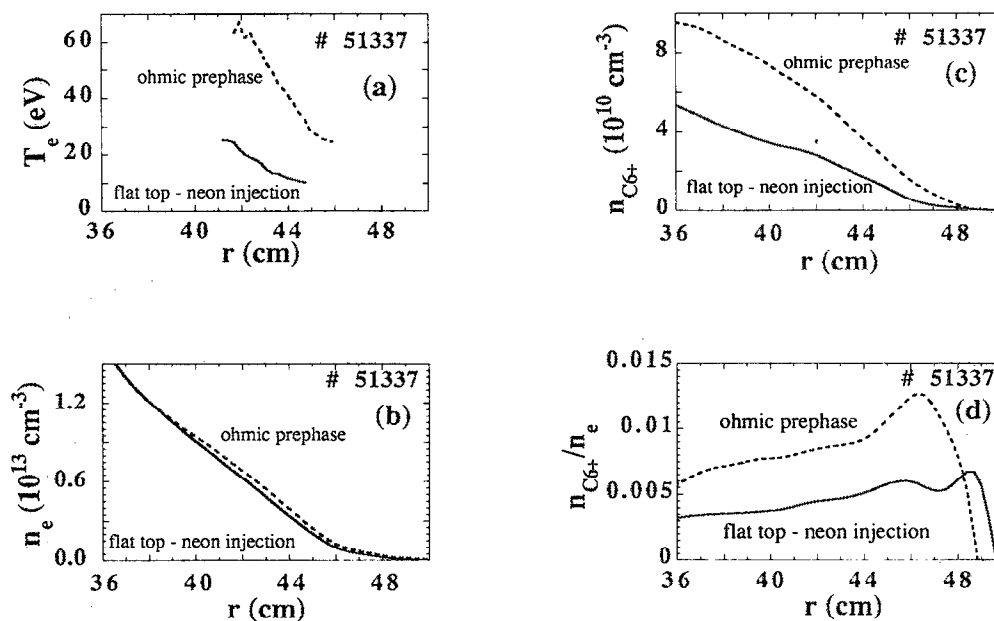 # 51337
ohmic prephase
(a)
flat top - neon injection
T_e (eV)
60
40
20
0
36 40 44 48
r (cm)
# 51337
ohmic prephase
(c)
flat top - neon injection
n_C6+ (10^10 cm^-3)
9
4
0
36 40 44 48
r (cm)
# 51337
(b)
ohmic prephase
flat top - neon injection
n_e (10^13 cm^-3)
1.2
0.6
0.0
36 40 44 48
r (cm)
# 51337
(d)
ohmic prephase
flat top - neon injection
n_C6+/n_e
0.015
0.01
0.005
0
36 40 44 48
r (cm)